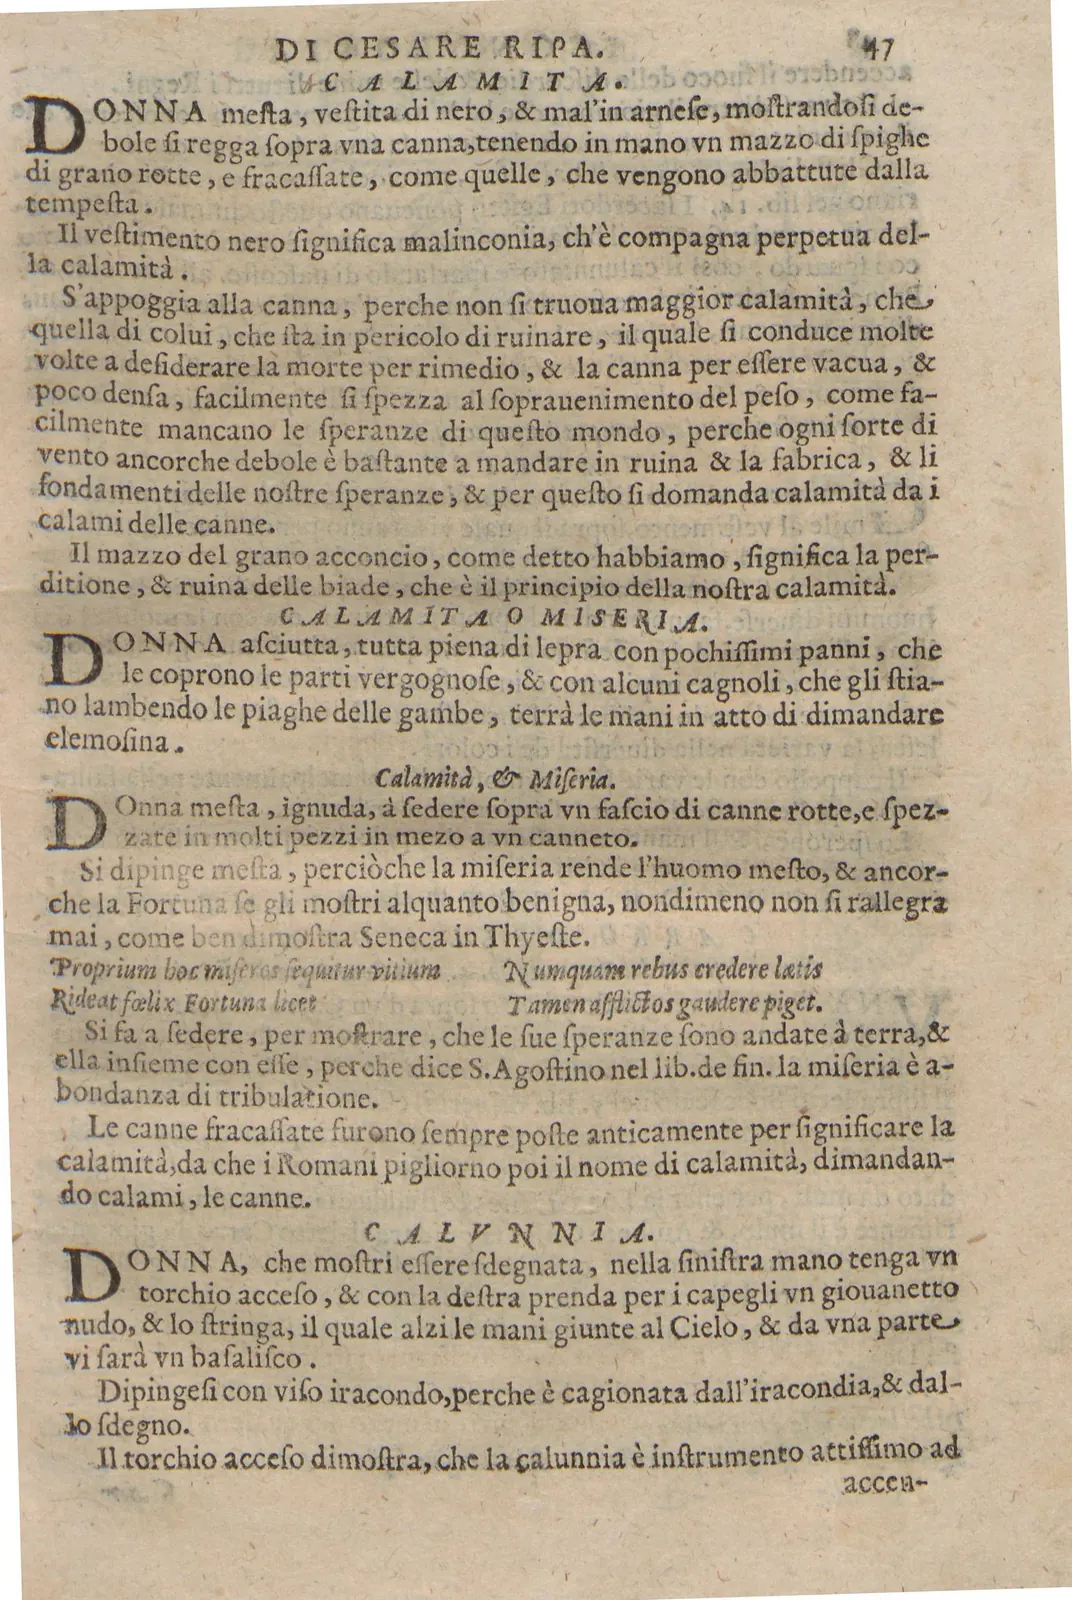 DI CESARE RIPA. 47
CALAMITA.
DONNA meſta, veſtita di nero, & mal'in arneſe, moſtrandoſi de-
bole ſi regga ſopra vna canna,tenendo in mano vn mazzo di ſpighe
di grano rotte, e fracaſſate, come quelle, che vengono abbattute dalla
tempeſta.
Il veſtimento nero ſignifica malinconia, ch'è compagna perpetua del-
la calamità.
S'appoggia alla canna, perche non ſi truoua maggior calamità, che
quella di colui, che ſta in pericolo di ruinare, il quale ſi conduce molte
volte a deſiderare la morte per rimedio, & la canna per eſſere vacua, &
poco denſa, facilmente ſi ſpezza al ſoprauenimento del peſo, come fa-
cilmente mancano le ſperanze di queſto mondo, perche ogni ſorte di
vento ancorche debole è baſtante a mandare in ruina & la fabrica, & li
fondamenti delle noſtre ſperanze, & per queſto ſi domanda calamità da i
calami delle canne.
Il mazzo del grano acconcio, come detto habbiamo, ſignifica la per-
ditione, & ruina delle biade, che è il principio della noſtra calamità.
CALAMITA O MISERIA.
DONNA aſciutta, tutta piena di lepra con pochiſſimi panni, che
le coprono le parti vergognoſe, & con alcuni cagnoli, che gli ſtia-
no lambendo le piaghe delle gambe, terrà le mani in atto di dimandare
elemoſina.
Calamità, & Miſeria.
DOnna meſta, ignuda, à ſedere ſopra vn faſcio di canne rotte,e ſpez-
zate in molti pezzi in mezo a vn canneto.
Si dipinge meſta, perciòche la miſeria rende l'huomo meſto, & ancor-
che la Fortuna ſe gli moſtri alquanto benigna, nondimeno non ſi rallegra
mai, come ben dimoſtra Seneca in Thyeſte.
Proprium hoc miſeros ſequitur vitium Numquam rebus credere lætis
Rideat fœlix Fortuna licet Tamen afflictos gaudere piget.
Si fa a ſedere, per moſtrare, che le ſue ſperanze ſono andate à terra,&
ella inſieme con eſſe, perche dice S.Agoſtino nel lib.de fin. la miſeria è a-
bondanza di tribulatione.
Le canne fracaſſate furono ſempre poſte anticamente per ſignificare la
calamità,da che i Romani pigliorno poi il nome di calamità, dimandan-
do calami, le canne.
CALVNNIA.
DONNA, che moſtri eſſere ſdegnata, nella ſiniſtra mano tenga vn
torchio acceſo, & con la deſtra prenda per i capegli vn giouanetto
nudo, & lo ſtringa, il quale alzi le mani giunte al Cielo, & da vna parte
vi ſarà vn baſaliſco.
Dipingeſi con viſo iracondo,perche è cagionata dall'iracondia,& dal-
lo ſdegno.
Il torchio acceſo dimoſtra, che la calunnia è inſtrumento attiſſimo ad
accen-